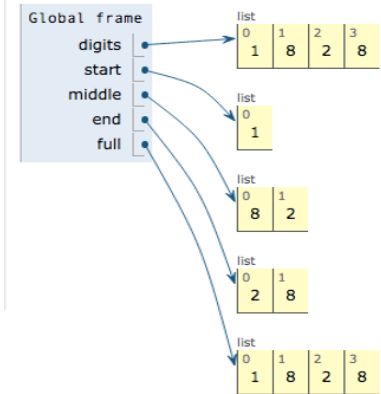 Global frame
digits
start
middle
end
full
list
0 1 2 3
1 8 2 8
list
0
1
list
0 1
8 2
list
0 1
2 8
list
0 1 2 3
1 8 2 8